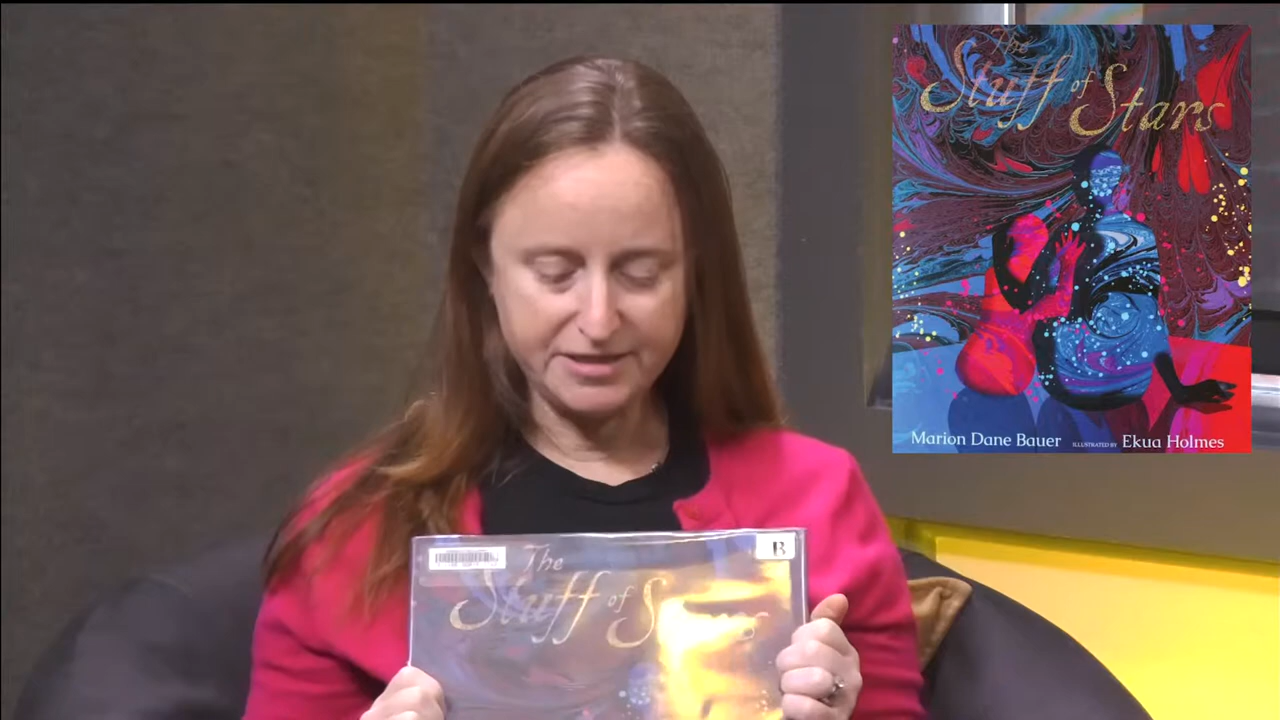 The
Stuff of
Stars
Marion Dane Bauer ILLUSTRATED BY Ekua Holmes
B
The
Stuff of